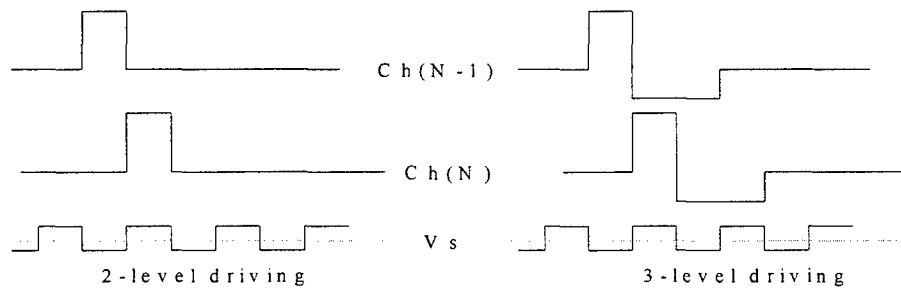 Ch(N-1)
Ch(N)
Vs
2-level driving
3-level driving